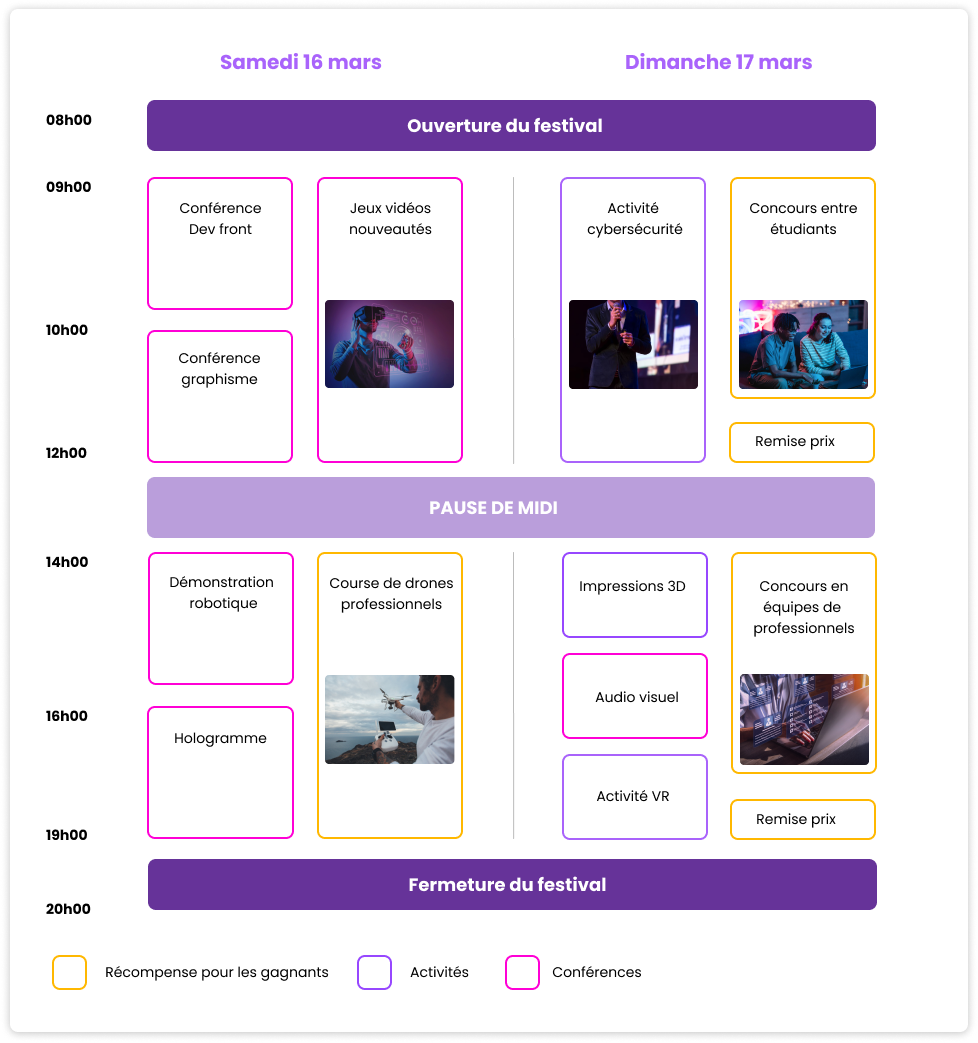 Samedi 16 mars
Dimanche 17 mars
08h00
Ouverture du festival
09h00
Conférence
Dev front
Jeux vidéos
nouveautés
Activité
cybersécurité
Concours entre
étudiants
10h00
Conférence
graphisme
12h00
Remise prix
PAUSE DE MIDI
14h00
Démonstration
robotique
Course de drones
professionnels
Impressions 3D
Concours en
équipes de
professionnels
16h00
Hologramme
Audio visuel
Activité VR
19h00
Remise prix
Fermeture du festival
20h00
Récompense pour les gagnants
Activités
Conférences